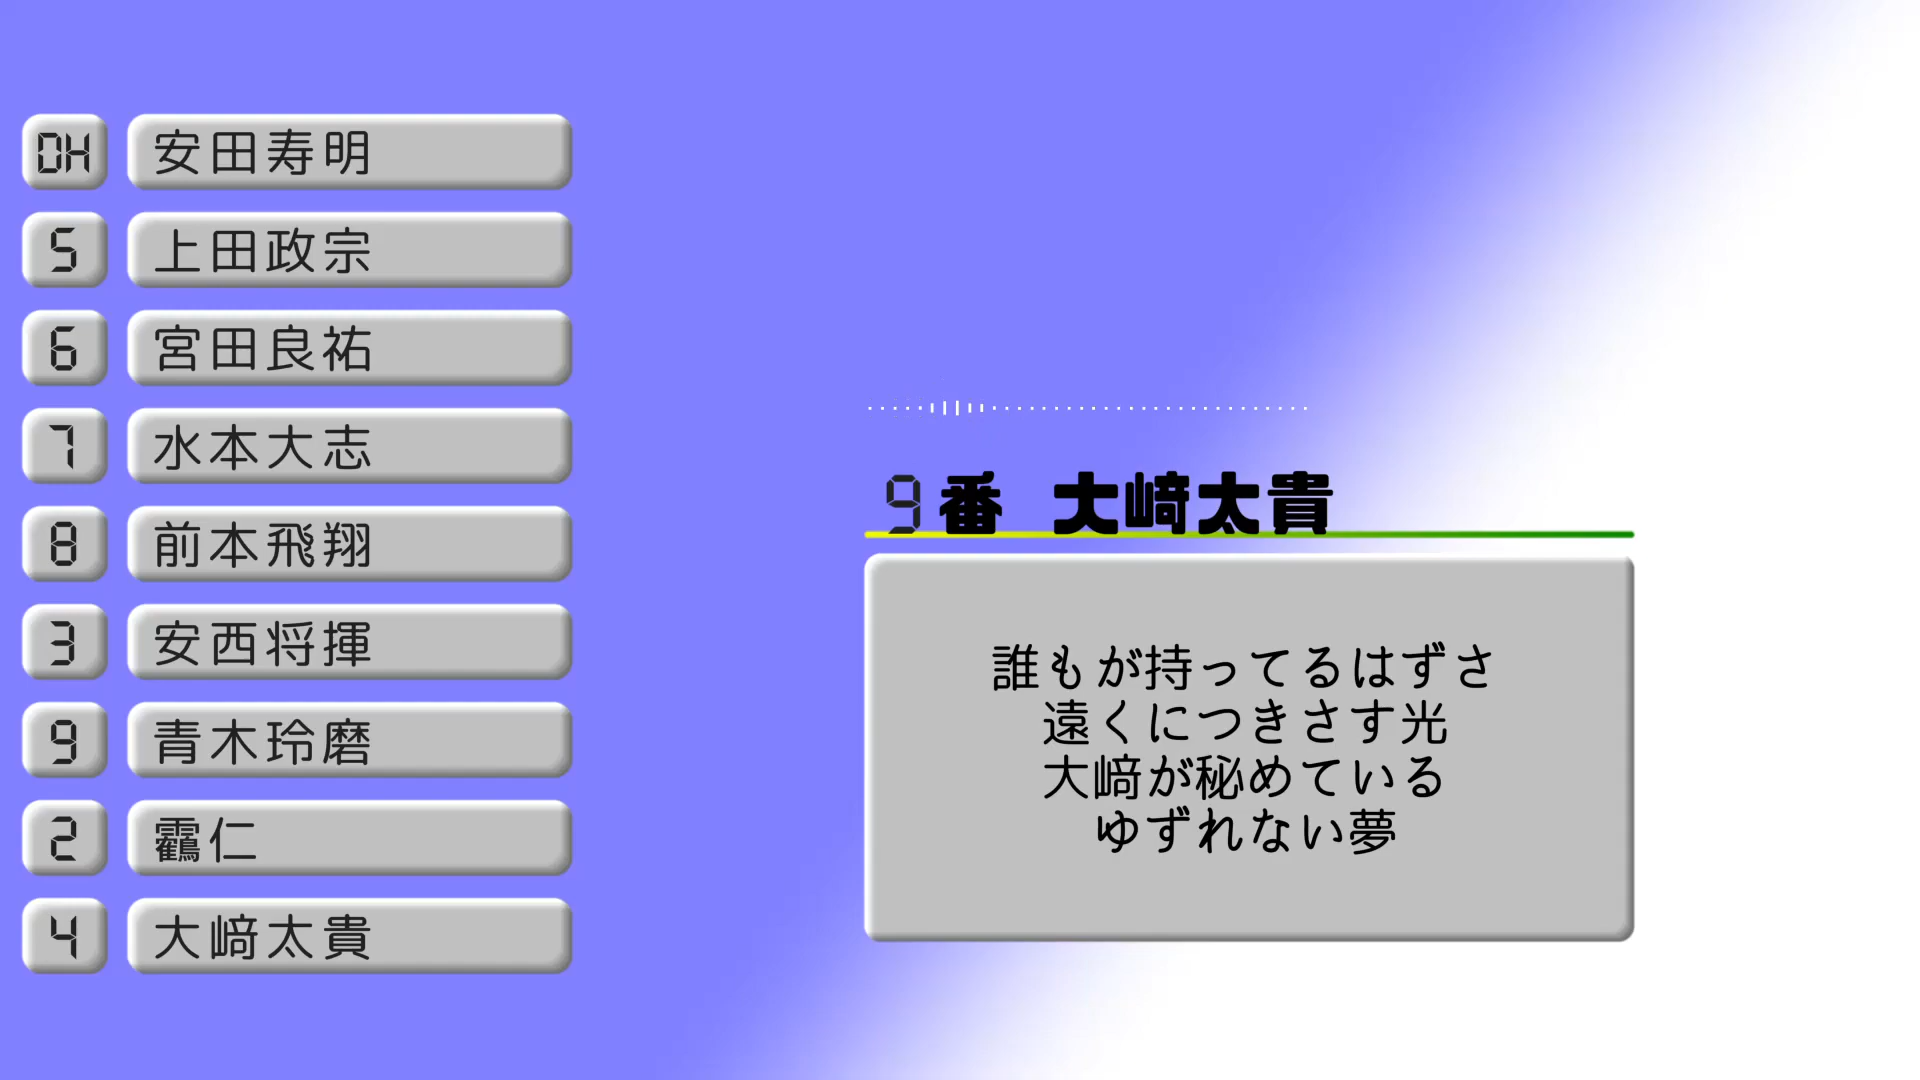 DH 安田寿明
5 上田政宗
6 宮田良祐
7 水本大志
8 前本飛翔
3 安西将揮
9 青木玲磨
2 靍仁
4 大﨑太貴
9番 大﨑太貴
誰もが持ってるはずさ
遠くにつきさす光
大﨑が秘めている
ゆずれない夢